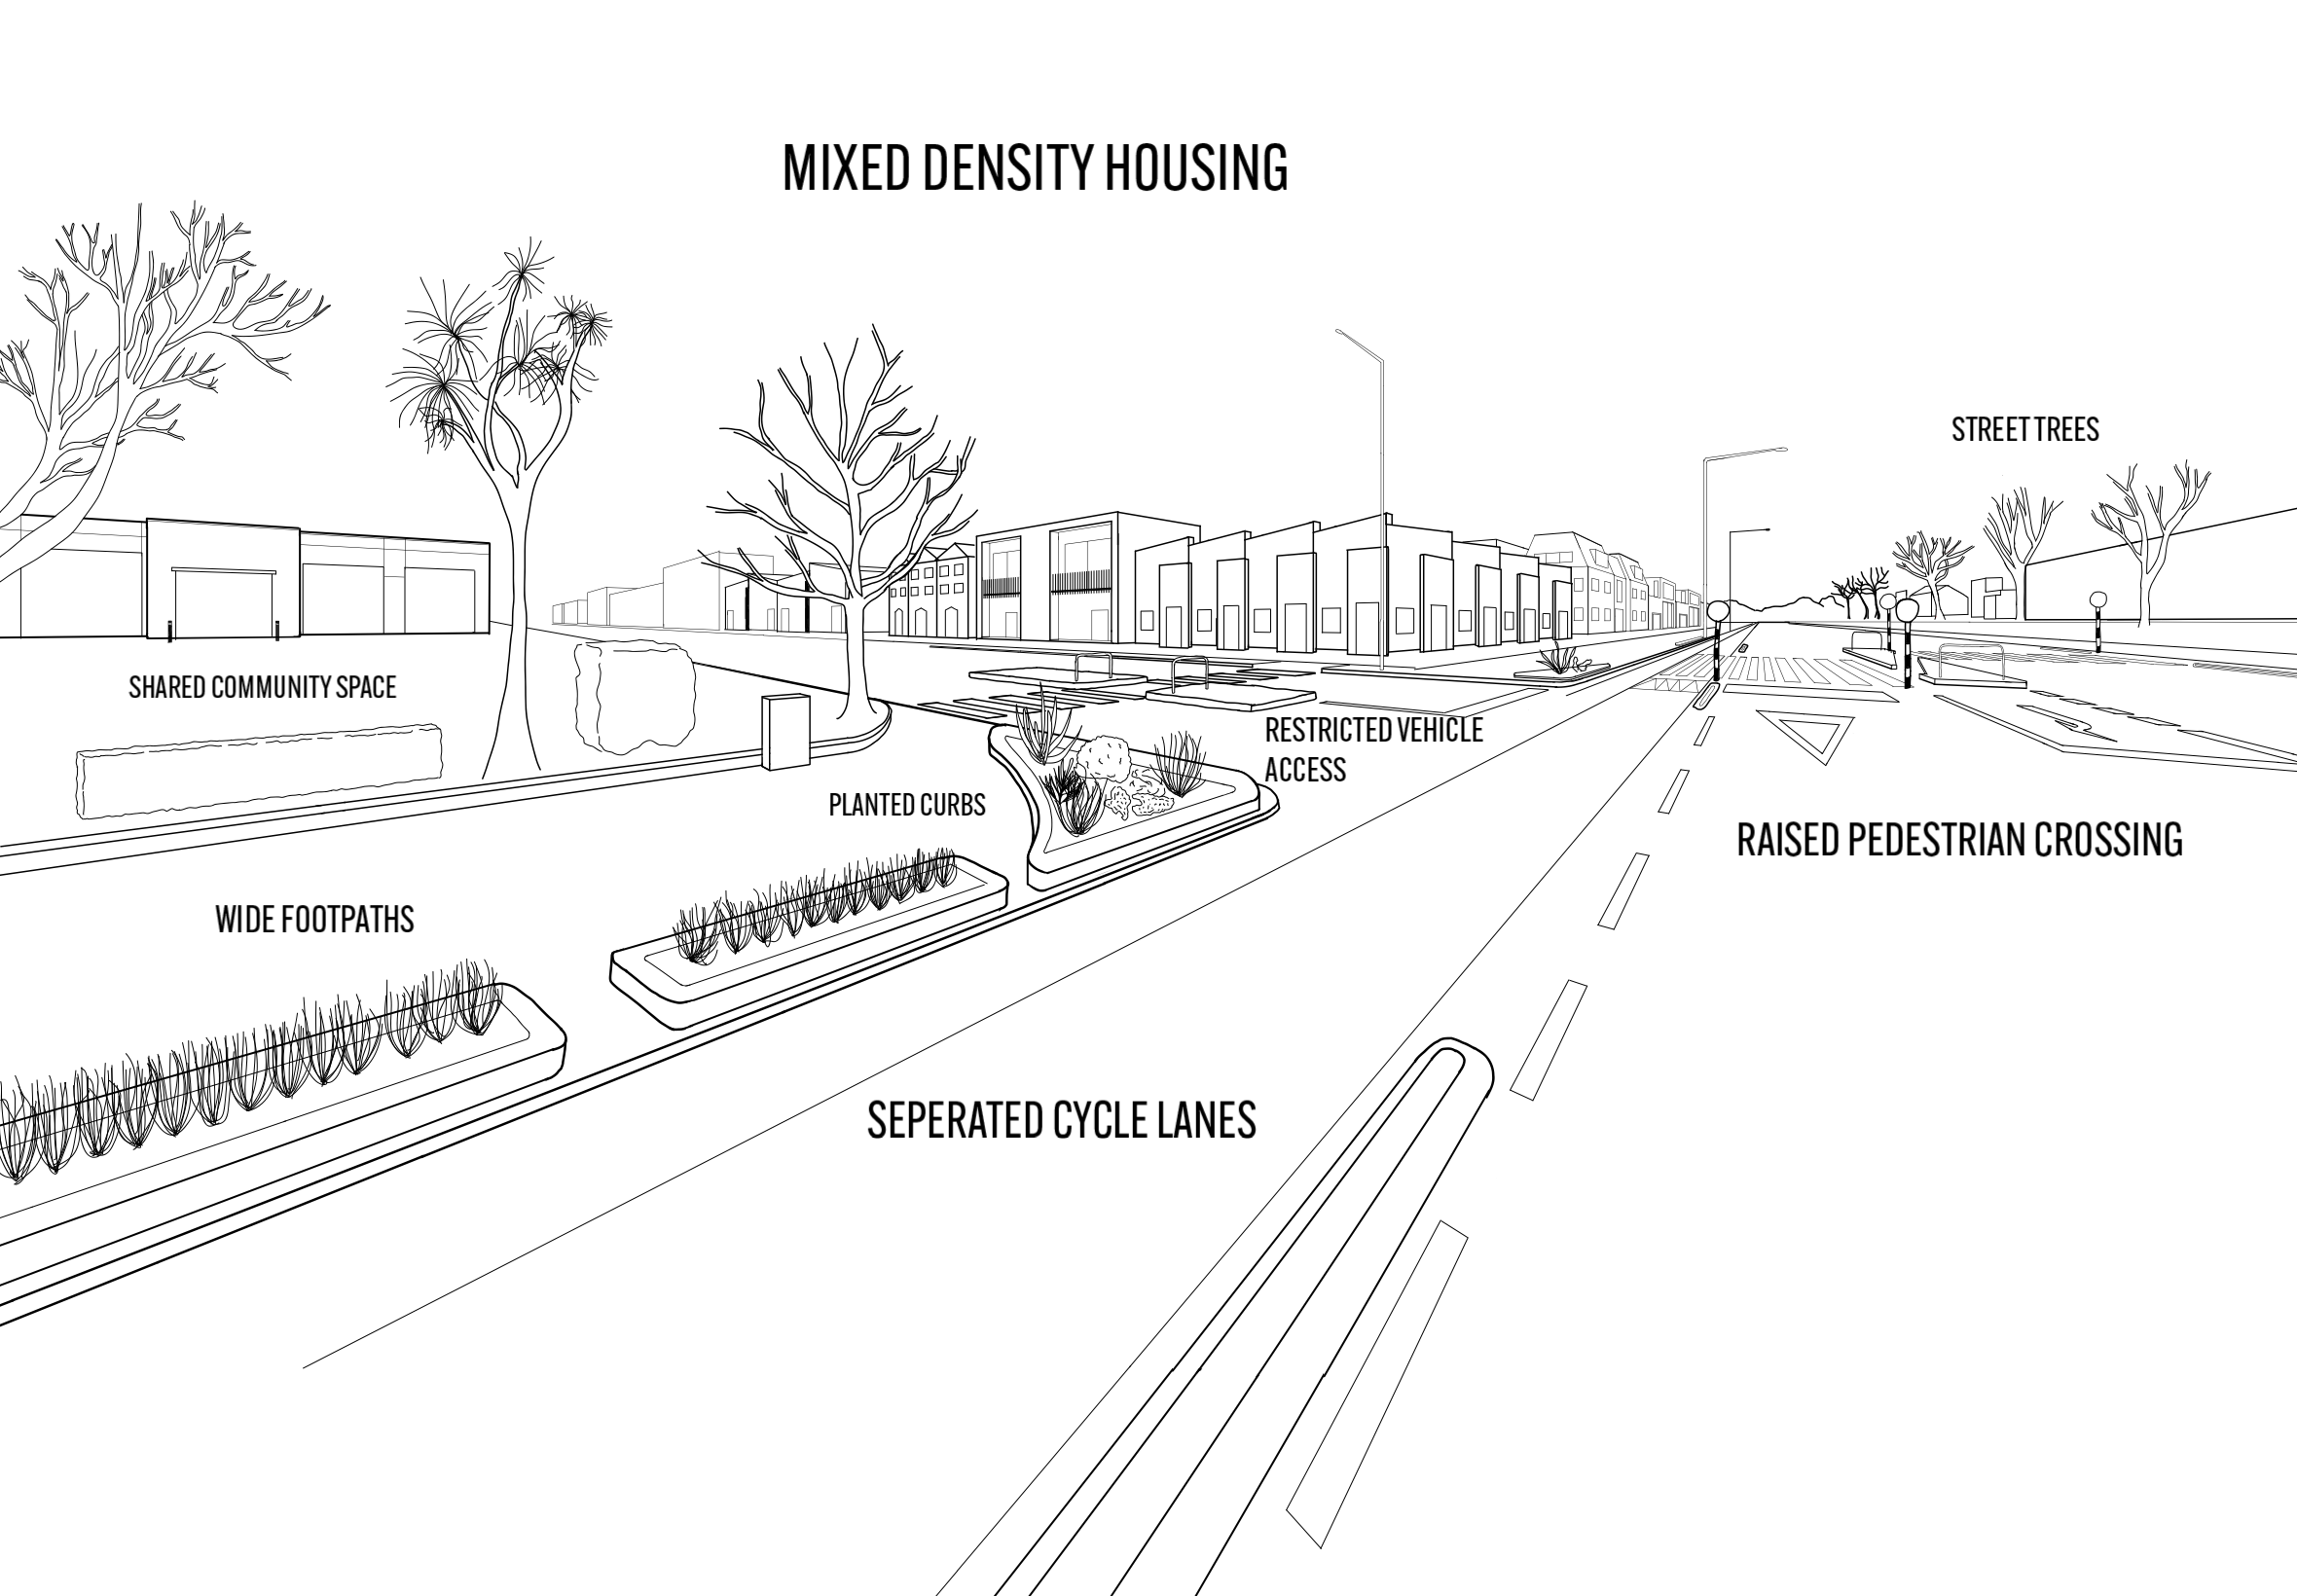 MIXED DENSITY HOUSING
STREET TREES
SHARED COMMUNITY SPACE
RESTRICTED VEHICLE
ACCESS
PLANTED CURBS
RAISED PEDESTRIAN CROSSING
WIDE FOOTPATHS
SEPERATED CYCLE LANES